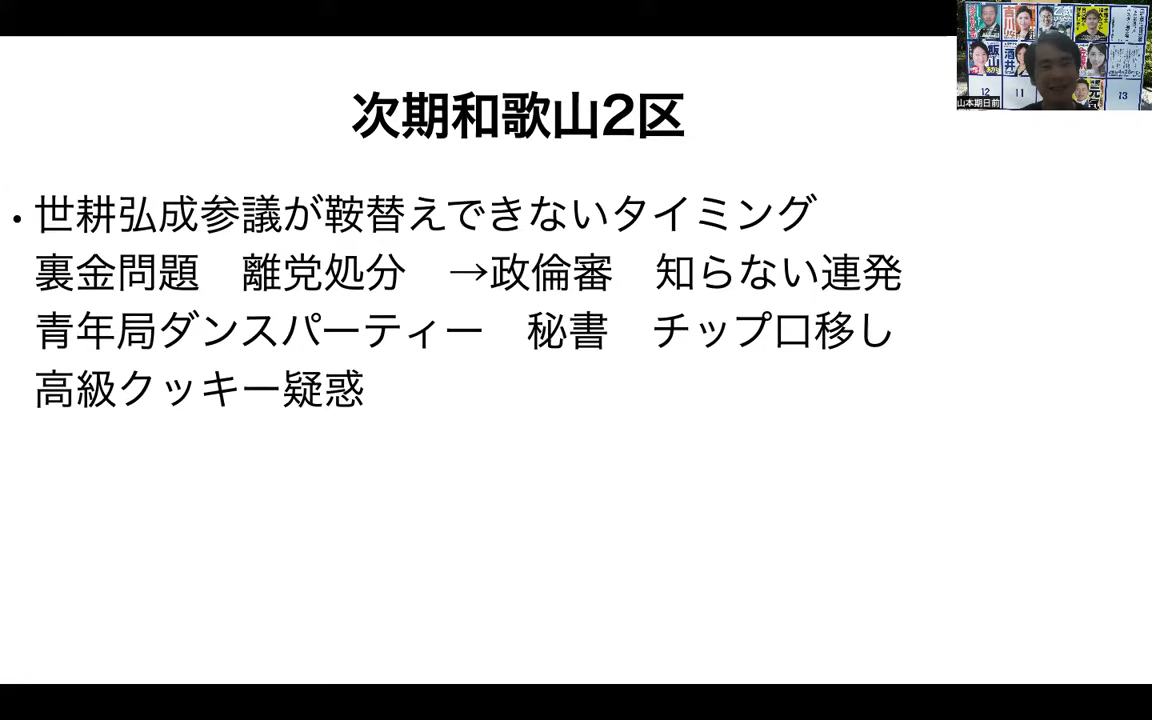 次期和歌山2区
・世耕弘成参議が鞍替えできないタイミング
裏金問題　離党処分　→政倫審　知らない連発
青年局ダンスパーティー　秘書　チップ口移し
高級クッキー疑惑
山本期日前
12
11
13